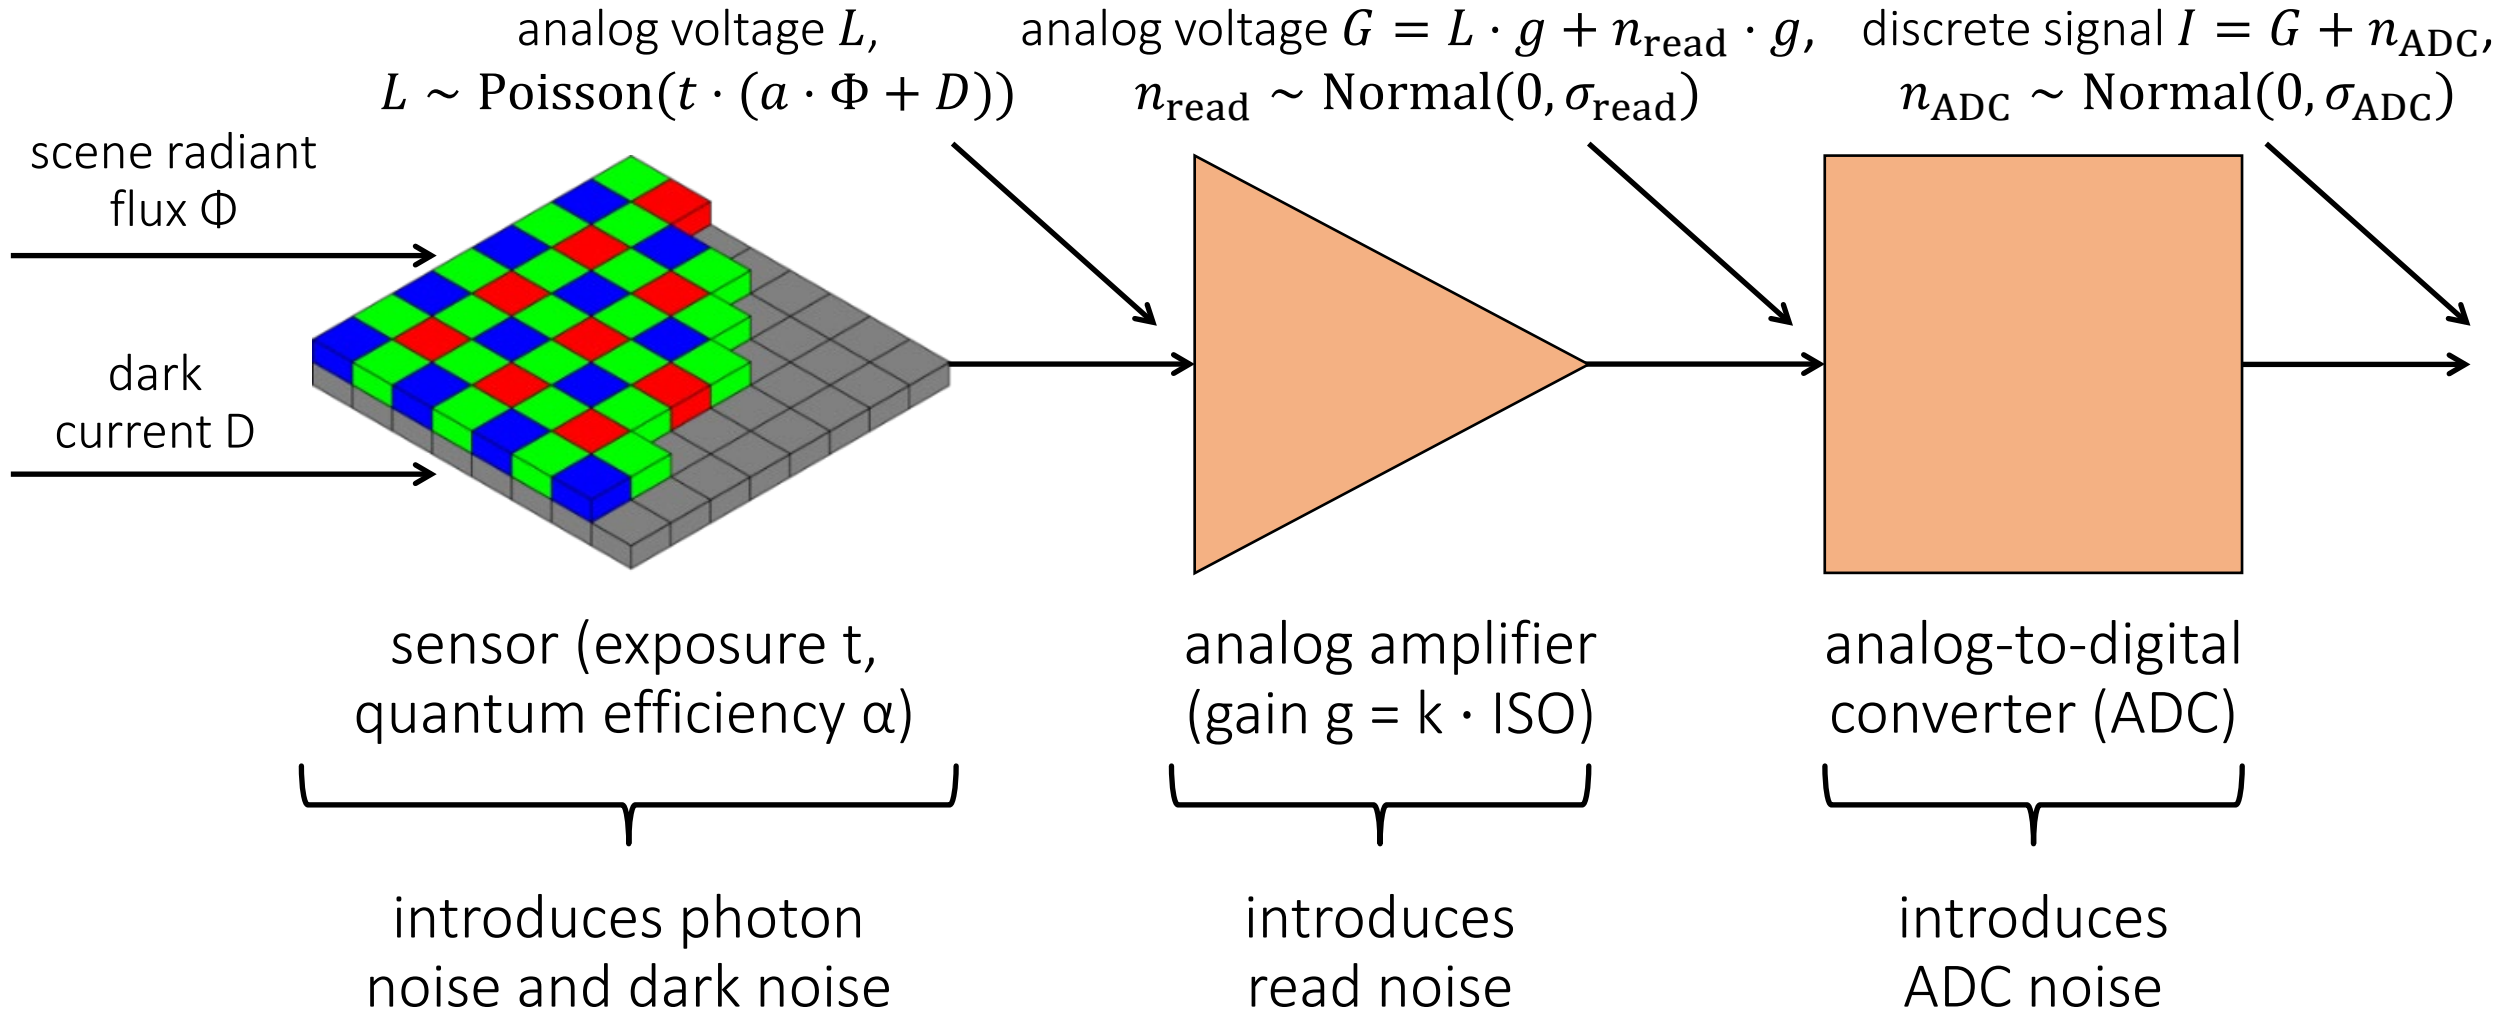 analog voltage L,
L ~ Poisson(t · (a · Φ + D))
analog voltage G = L · g + n_read · g,
n_read ~ Normal(0, σ_read)
discrete signal I = G + n_ADC,
n_ADC ~ Normal(0, σ_ADC)
scene radiant
flux Φ
dark
current D
sensor (exposure t,
quantum efficiency α)
analog amplifier
(gain g = k · ISO)
analog-to-digital
converter (ADC)
introduces photon
noise and dark noise
introduces
read noise
introduces
ADC noise